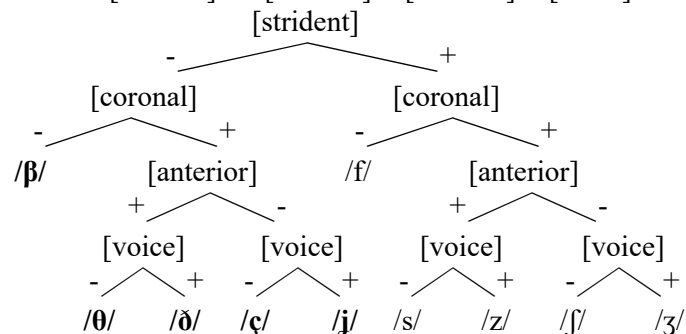 [strident]
- +
[coronal] [coronal]
- + - +
/β/ [anterior] /f/ [anterior]
+ - + -
[voice] [voice] [voice] [voice]
- + - + - + - +
/θ/ /ð/ /ç/ /ʝ/ /s/ /z/ /ʃ/ /ʒ/